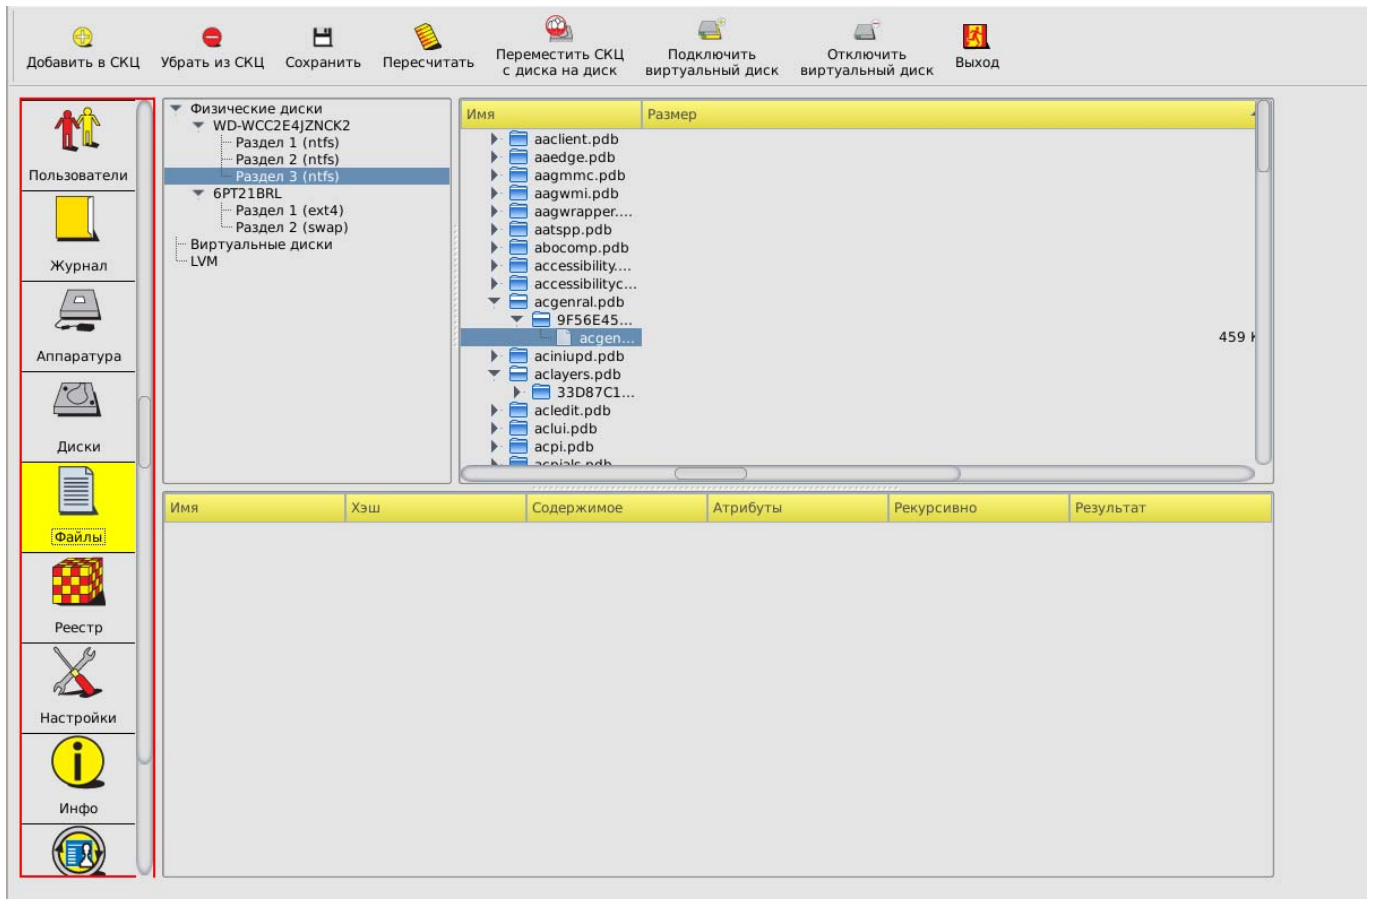 Добавить в СКЦ
Убрать из СКЦ
Сохранить
Пересчитать
Переместить СКЦ
с диска на диск
Подключить
виртуальный диск
Отключить
виртуальный диск
Выход
Пользователи
Журнал
Аппаратура
Диски
Файлы
Реестр
Настройки
Инфо
Физические диски
WD-WCC2E4JZNCK2
Раздел 1 (ntfs)
Раздел 2 (ntfs)
Раздел 3 (ntfs)
6PT21BRL
Раздел 1 (ext4)
Раздел 2 (swap)
Виртуальные диски
LVM
Имя Размер
aaclient.pdb
aaedge.pdb
aagmmc.pdb
aagwmi.pdb
aagwrapper....
aatspp.pdb
abocomp.pdb
accessibility....
accessibilityc...
acgenral.pdb
9F56E45...
acgen... 459
aciniupd.pdb
aclayers.pdb
33D87C1...
acledit.pdb
aclui.pdb
acpi.pdb
Имя Хэш Содержимое Атрибуты Рекурсивно Результат